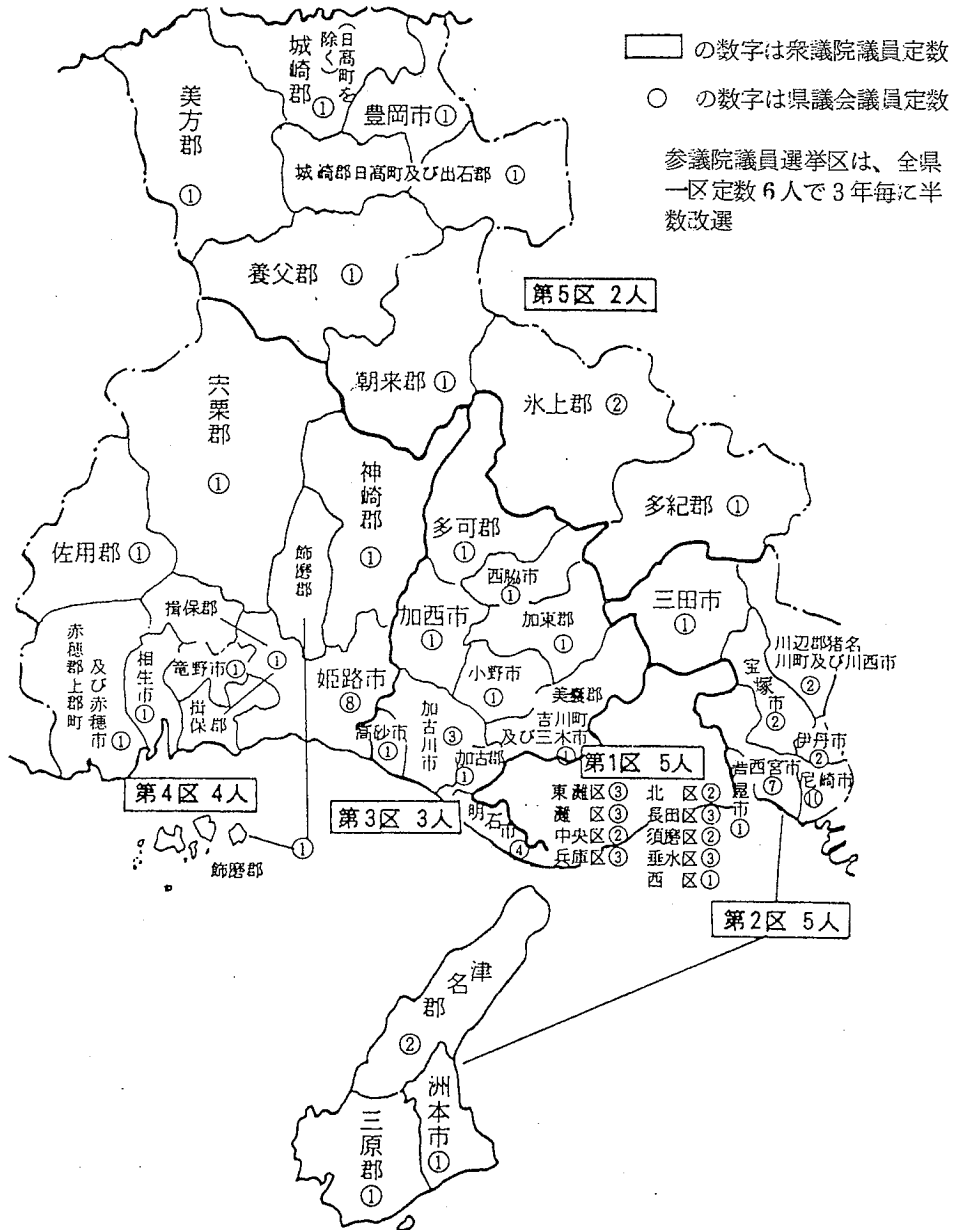 の数字は衆議院議員定数
○ の数字は県議会議員定数
参議院議員選挙区は、全県
一区定数6人で3年毎に半
数改選
城崎郡
(日高町を
除く)
①
美方郡
①
豊岡市①
城崎郡日高町及び出石郡 ①
養父郡 ①
第5区 2人
朝来郡 ①
氷上郡 ②
宍栗郡
①
神崎郡
①
多紀郡 ①
多可郡
①
佐用郡 ①
飾磨郡
西脇市
①
三田市
①
加西市
①
加東郡
①
揖保郡
①
川辺郡猪名
川町及び川西市
②
赤穂郡上郡町
及び赤穂市
①
相生市
①
竜野市①
揖保郡
姫路市
⑧
小野市
①
美嚢郡
吉川町
及び三木市
①
宝塚市
②
高砂市
①
加古川市
③
加古郡
①
伊丹市
②
第1区 5人
芦屋市
①
西宮市
⑦
尼崎市
⑩
第4区 4人
第3区 3人
明石市
④
東灘区③ 北 区②
灘 区③ 長田区③
中央区② 須磨区②
兵庫区③ 垂水区③
西 区①
飾磨郡
①
第2区 5人
津名郡
②
洲本市
①
三原郡
①